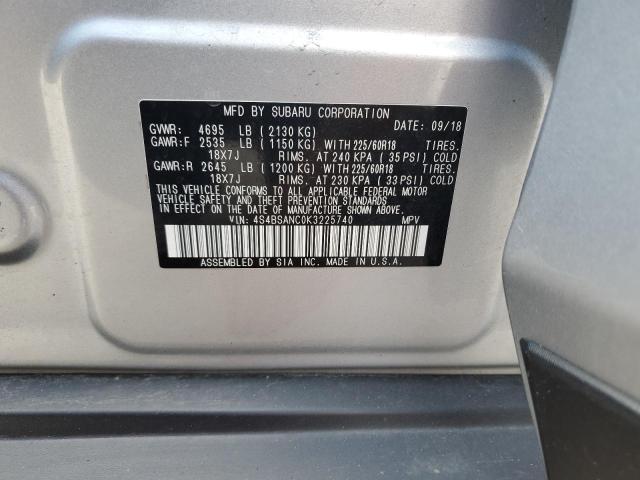 MFD BY SUBARU CORPORATION
GVWR: 4695 LB ( 2130 KG) DATE: 09/18
GAWR:F 2535 LB ( 1150 KG) WITH 225/60R18 TIRES.
18X7J RIMS. AT 240 KPA ( 35 PSI) COLD
GAWR:R 2645 LB ( 1200 KG) WITH 225/60R18 TIRES.
18X7J RIMS. AT 230 KPA ( 33 PSI) COLD
THIS VEHICLE CONFORMS TO ALL APPLICABLE FEDERAL MOTOR
VEHICLE SAFETY AND THEFT PREVENTION STANDARDS
IN EFFECT ON THE DATE OF MANUFACTURE SHOWN ABOVE.
VIN: 4S4BSANC0K3225740 MPV
ASSEMBLED BY SIA INC. MADE IN U.S.A.